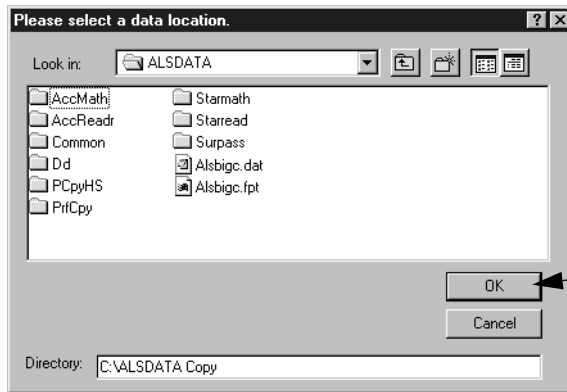 Please select a data location.
Look in: ALSDATA
AccMath
AccReadr
Common
Dd
PCpyHS
PrfCpy
Starmath
Starread
Surpass
Alsbigc.dat
Alsbigc.fpt
OK
Cancel
Directory: C:\ALSDATA Copy